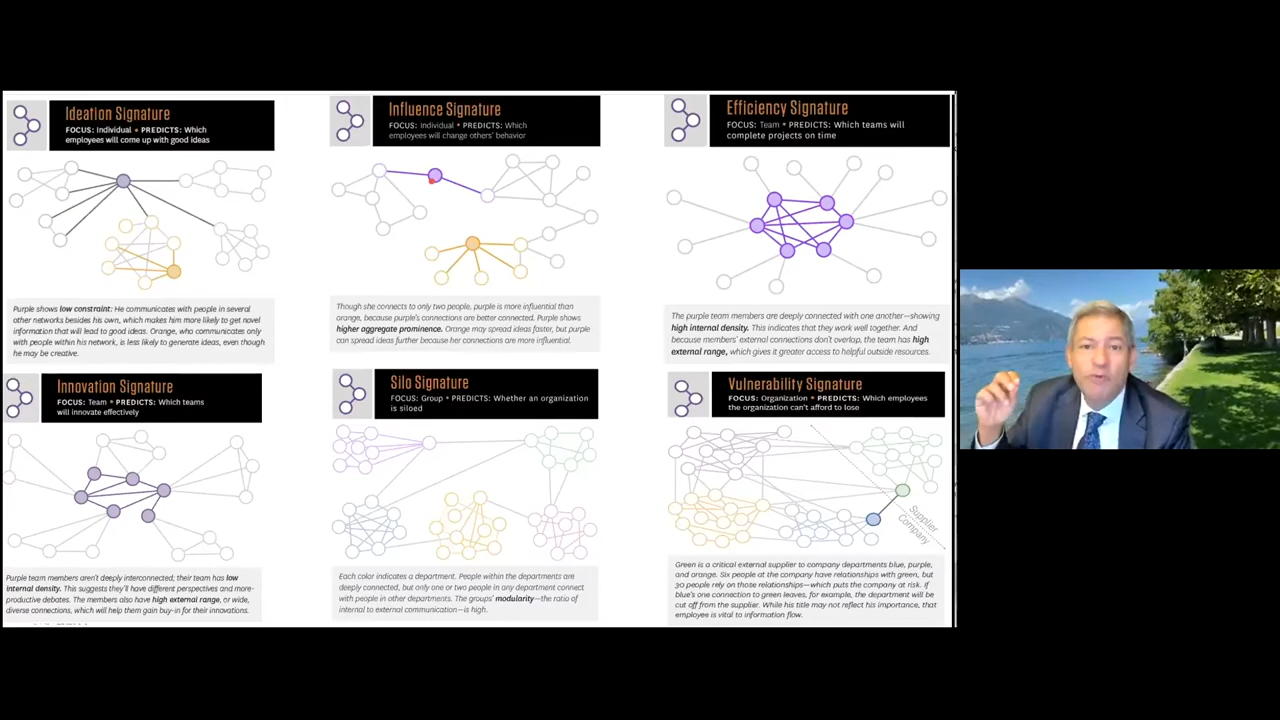 Ideation Signature
FOCUS: Individual • PREDICTS: Which
employees will come up with good ideas
Purple shows low constraint: He communicates with people in several
other networks besides his own, which makes him more likely to get novel
information that will lead to good ideas. Orange, who communicates only
with people within his network, is less likely to generate ideas, even though
he may be creative.
Influence Signature
FOCUS: Individual • PREDICTS: Which
employees will change others' behavior
Though she connects to only two people, purple is more influential than
orange, because purple's connections are better connected. Purple shows
higher aggregate prominence. Orange may spread ideas faster, but purple
can spread ideas further because her connections are more influential.
Efficiency Signature
FOCUS: Team • PREDICTS: Which teams will
complete projects on time
The purple team members are deeply connected with one another—showing
high internal density. This indicates that they work well together. And
because members' external connections don't overlap, the team has high
external range, which gives it greater access to helpful outside resources.
Innovation Signature
FOCUS: Team • PREDICTS: Which teams
will innovate effectively
Purple team members aren't deeply interconnected; their team has low
internal density. This suggests they'll have different perspectives and more-
productive debates. The members also have high external range, or wide,
diverse connections, which will help them gain buy-in for their innovations.
Silo Signature
FOCUS: Group • PREDICTS: Whether an organization
is siloed
Each color indicates a department. People within the departments are
deeply connected, but only one or two people in any department connect
with people in other departments. The groups' modularity—the ratio of
internal to external communication—is high.
Vulnerability Signature
FOCUS: Organization • PREDICTS: Which employees
the organization can't afford to lose
Supplier
Company
Green is a critical external supplier to company departments blue, purple,
and orange. Six people at the company have relationships with green, but
30 people rely on those relationships—which puts the company at risk. If
blue's one connection to green leaves, for example, the department will be
cut off from the supplier. While his title may not reflect his importance, that
employee is vital to information flow.